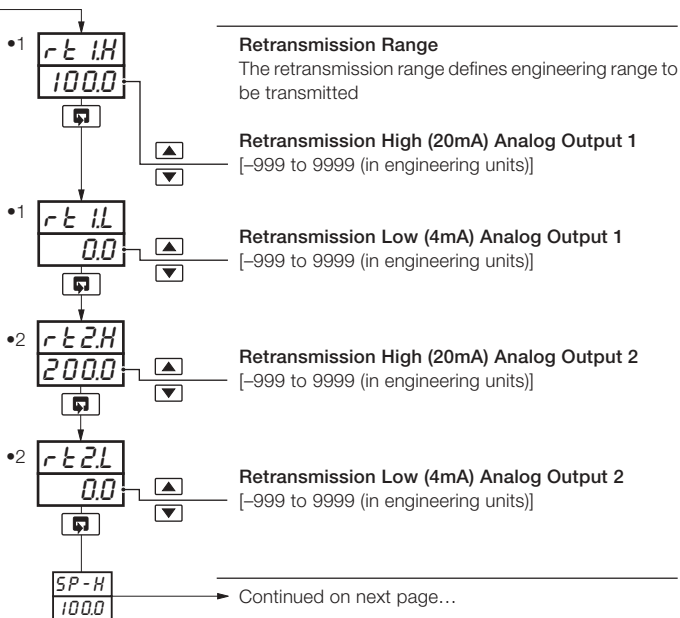 •1
rt 1.H
100.0
Retransmission Range
The retransmission range defines engineering range to
be transmitted
Retransmission High (20mA) Analog Output 1
[–999 to 9999 (in engineering units)]
•1
rt 1.L
0.0
Retransmission Low (4mA) Analog Output 1
[–999 to 9999 (in engineering units)]
•2
rt2.H
200.0
Retransmission High (20mA) Analog Output 2
[–999 to 9999 (in engineering units)]
•2
rt2.L
0.0
Retransmission Low (4mA) Analog Output 2
[–999 to 9999 (in engineering units)]
SP-H
100.0
Continued on next page…